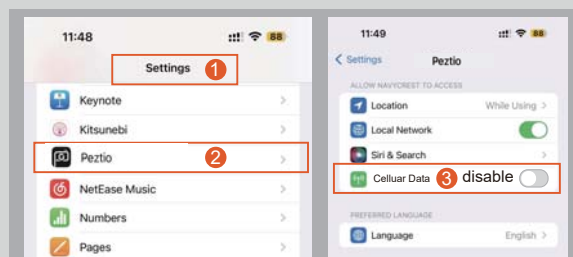 11:48
88
Settings
1
Keynote
Kitsunebi
Peztio
2
NetEase Music
Numbers
Pages
11:49
88
Settings
Peztio
ALLOW NAVYCREST TO ACCESS
Location
While Using
Local Network
Siri & Search
Celluar Data
3
disable
PREFERRED LANGUAGE
Language
English